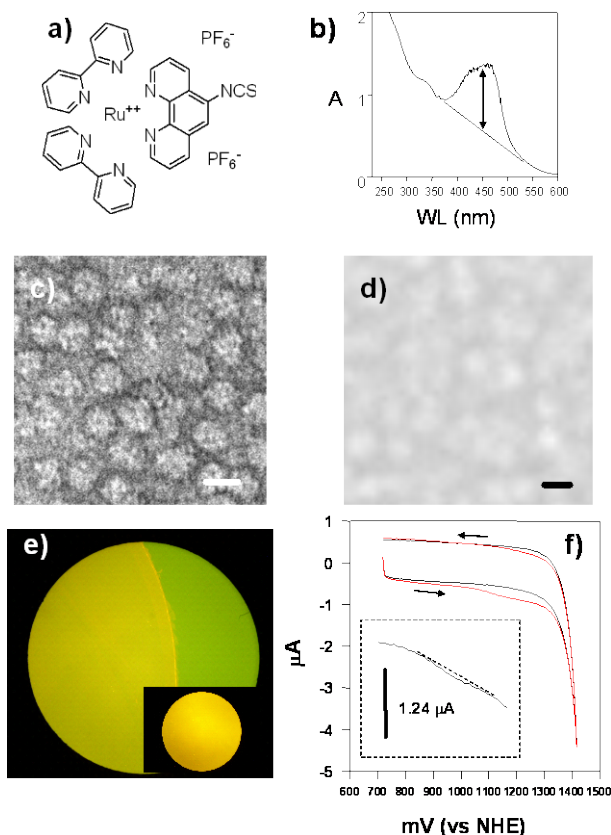 a)
PF6-
N
N
NCS
Ru++
N
N
N
N
PF6-
b)
2
A
1
0
250 300 350 400 450 500 550 600
WL (nm)
c)
d)
e)
f)
1
0
-1
-2
-3
-4
-5
µA
1.24 µA
600 700 800 900 1000 1100 1200 1300 1400 1500
mV (vs NHE)